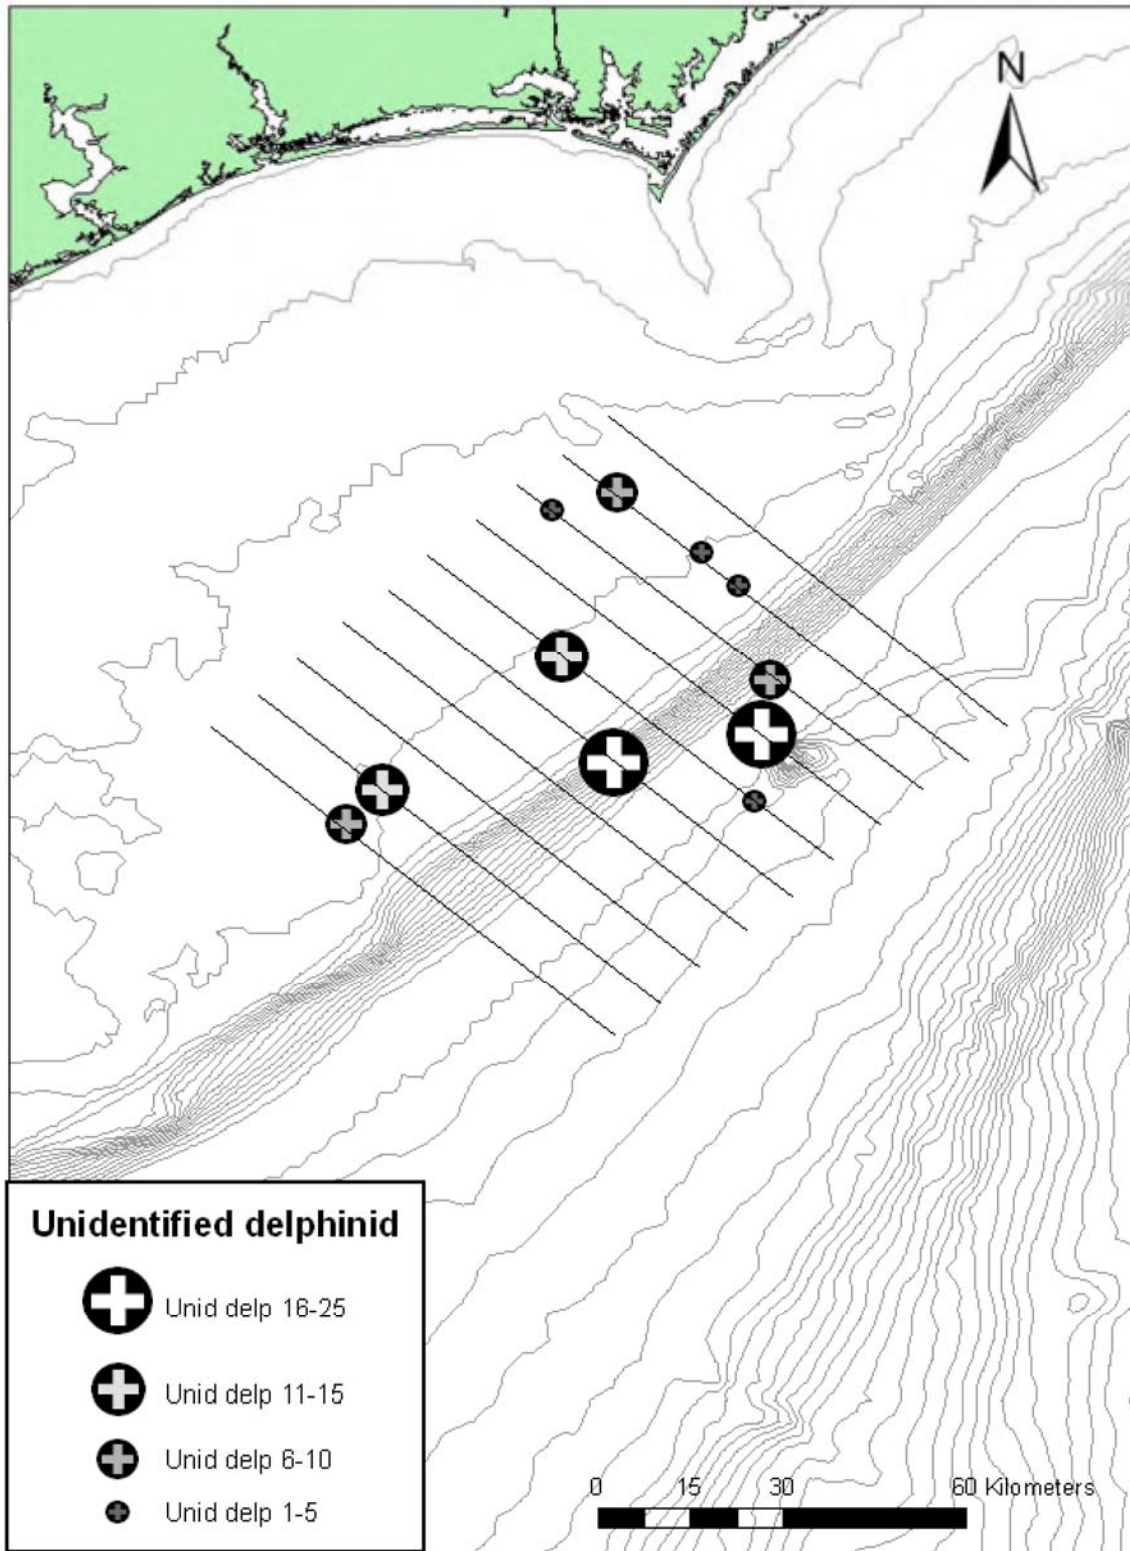 N
Unidentified delphinid
Unid delp 16-25
Unid delp 11-15
Unid delp 6-10
Unid delp 1-5
0 15 30 60 Kilometers